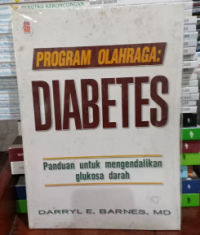 PROGRAM OLAHRAGA:
DIABETES
Panduan untuk mengendalikan
glukosa darah
DARRYL E. BARNES, MD